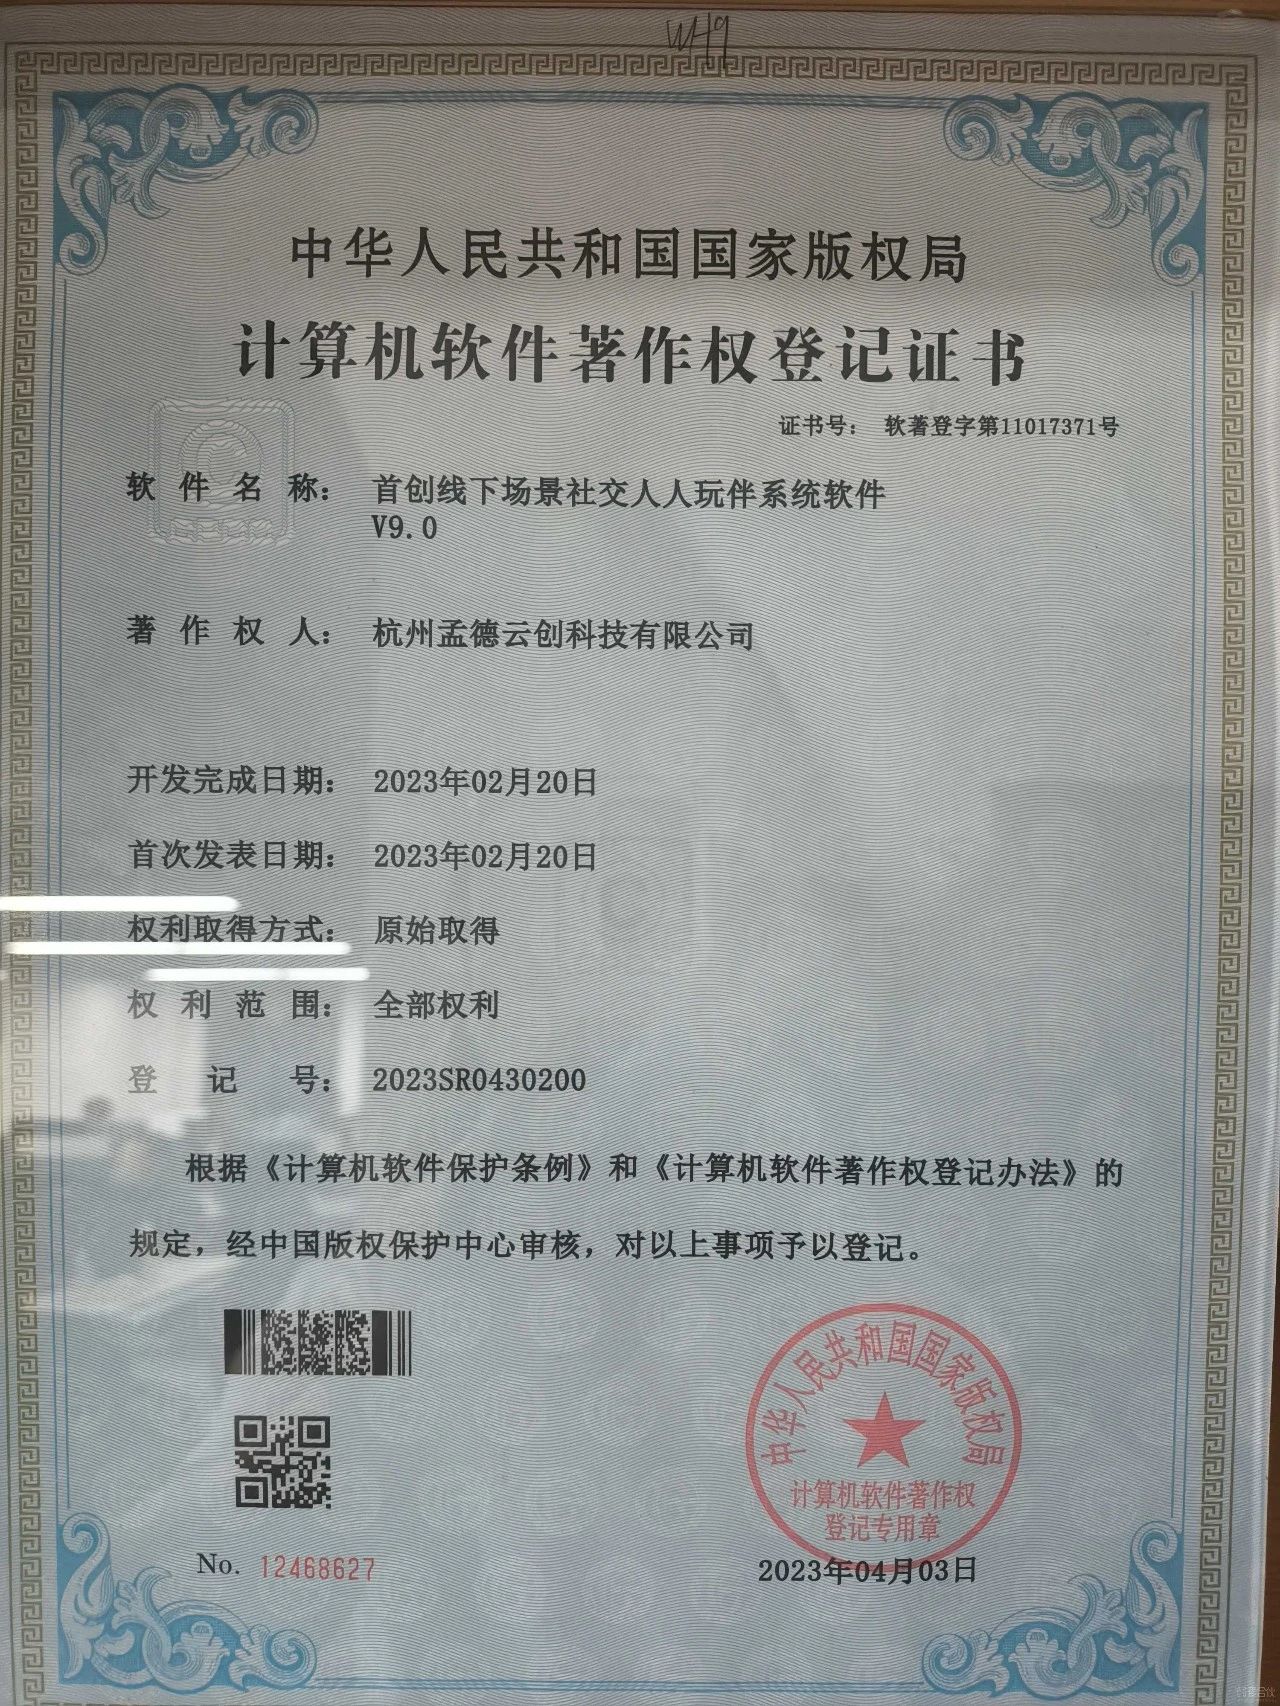 WH9
中华人民共和国国家版权局
计算机软件著作权登记证书
证书号： 软著登字第11017371号
软件名称： 首创线下场景社交人人玩伴系统软件
V9.0
著作权人： 杭州孟德云创科技有限公司
开发完成日期： 2023年02月20日
首次发表日期： 2023年02月20日
权利取得方式： 原始取得
权利范围： 全部权利
登记号： 2023SR0430200
根据《计算机软件保护条例》和《计算机软件著作权登记办法》的
规定，经中国版权保护中心审核，对以上事项予以登记。
中华人民共和国国家版权局
计算机软件著作权
登记专用章
No. 12468627
2023年04月03日